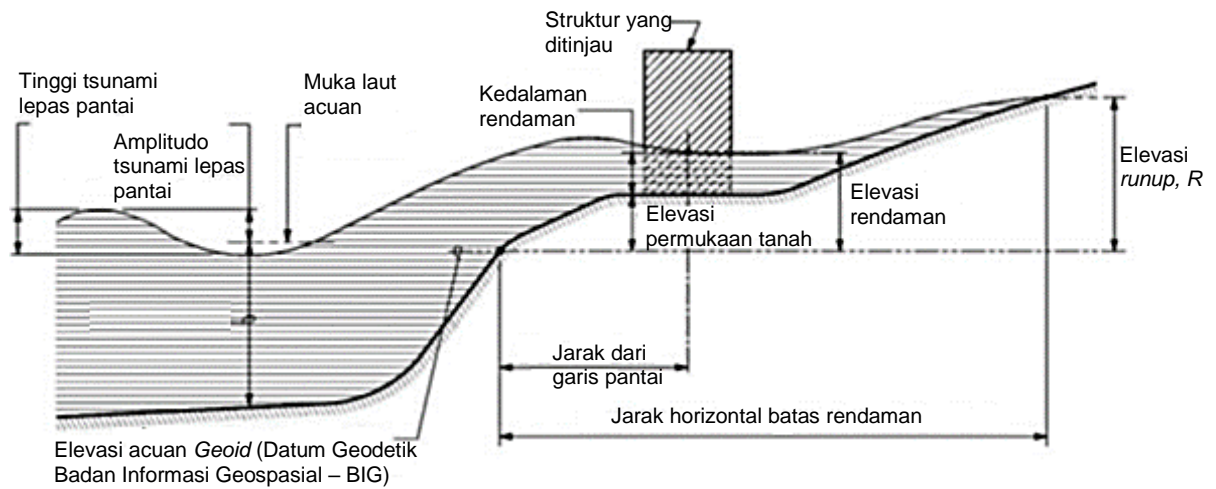 Struktur yang
ditinjau
Tinggi tsunami
lepas pantai
Muka laut
acuan
Kedalaman
rendaman
Amplitudo
tsunami lepas
pantai
Elevasi
runup, R
Elevasi
rendaman
Elevasi
permukaan tanah
Jarak dari
garis pantai
Jarak horizontal batas rendaman
Elevasi acuan Geoid (Datum Geodetik
Badan Informasi Geospasial – BIG)